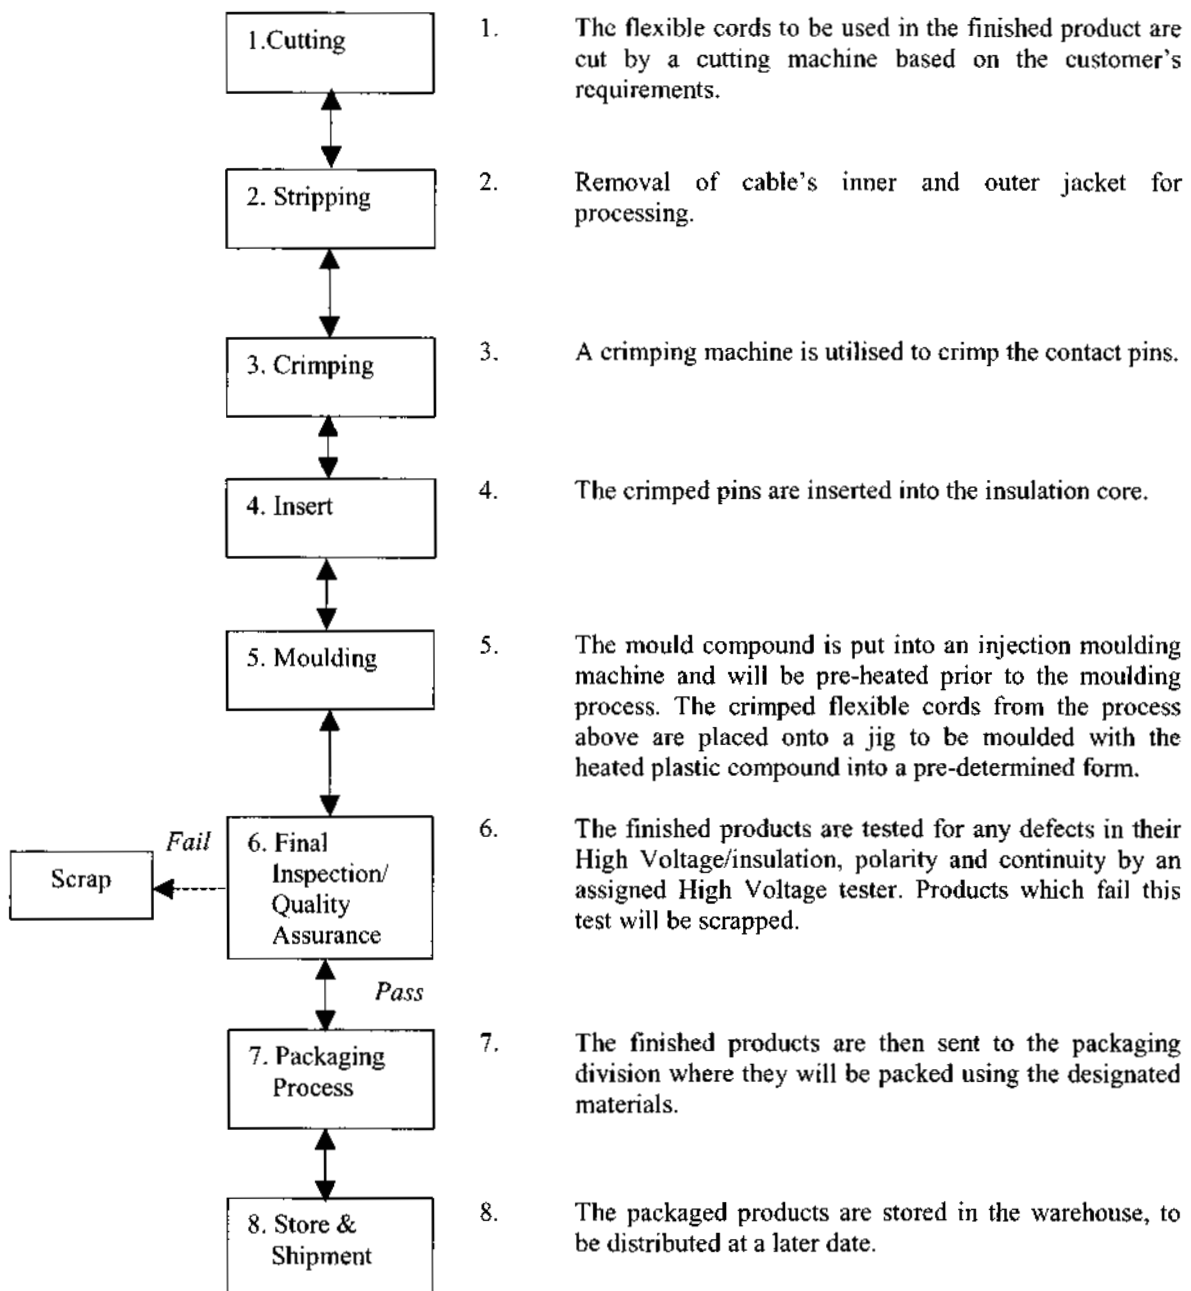 1.Cutting
1. The flexible cords to be used in the finished product are
cut by a cutting machine based on the customer's
requirements.
2. Stripping
2. Removal of cable's inner and outer jacket for
processing.
3. Crimping
3. A crimping machine is utilised to crimp the contact pins.
4. Insert
4. The crimped pins are inserted into the insulation core.
5. Moulding
5. The mould compound is put into an injection moulding
machine and will be pre-heated prior to the moulding
process. The crimped flexible cords from the process
above are placed onto a jig to be moulded with the
heated plastic compound into a pre-determined form.
Scrap
Fail
6. Final
Inspection/
Quality
Assurance
6. The finished products are tested for any defects in their
High Voltage/insulation, polarity and continuity by an
assigned High Voltage tester. Products which fail this
test will be scrapped.
Pass
7. Packaging
Process
7. The finished products are then sent to the packaging
division where they will be packed using the designated
materials.
8. Store &
Shipment
8. The packaged products are stored in the warehouse, to
be distributed at a later date.